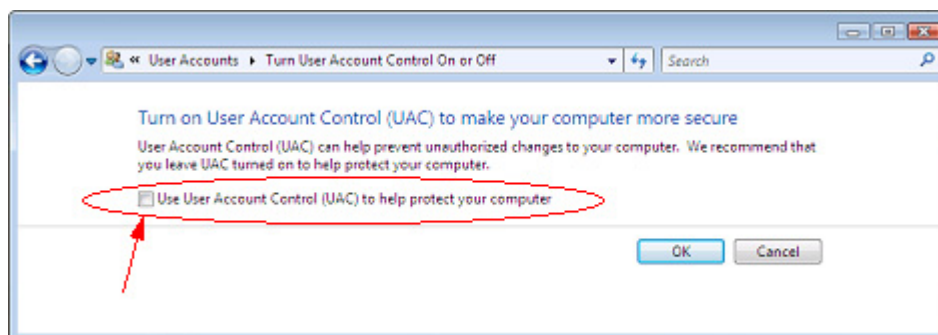 « User Accounts ▸ Turn User Account Control On or Off Search
Turn on User Account Control (UAC) to make your computer more secure
User Account Control (UAC) can help prevent unauthorized changes to your computer. We recommend that
you leave UAC turned on to help protect your computer.
Use User Account Control (UAC) to help protect your computer
OK Cancel